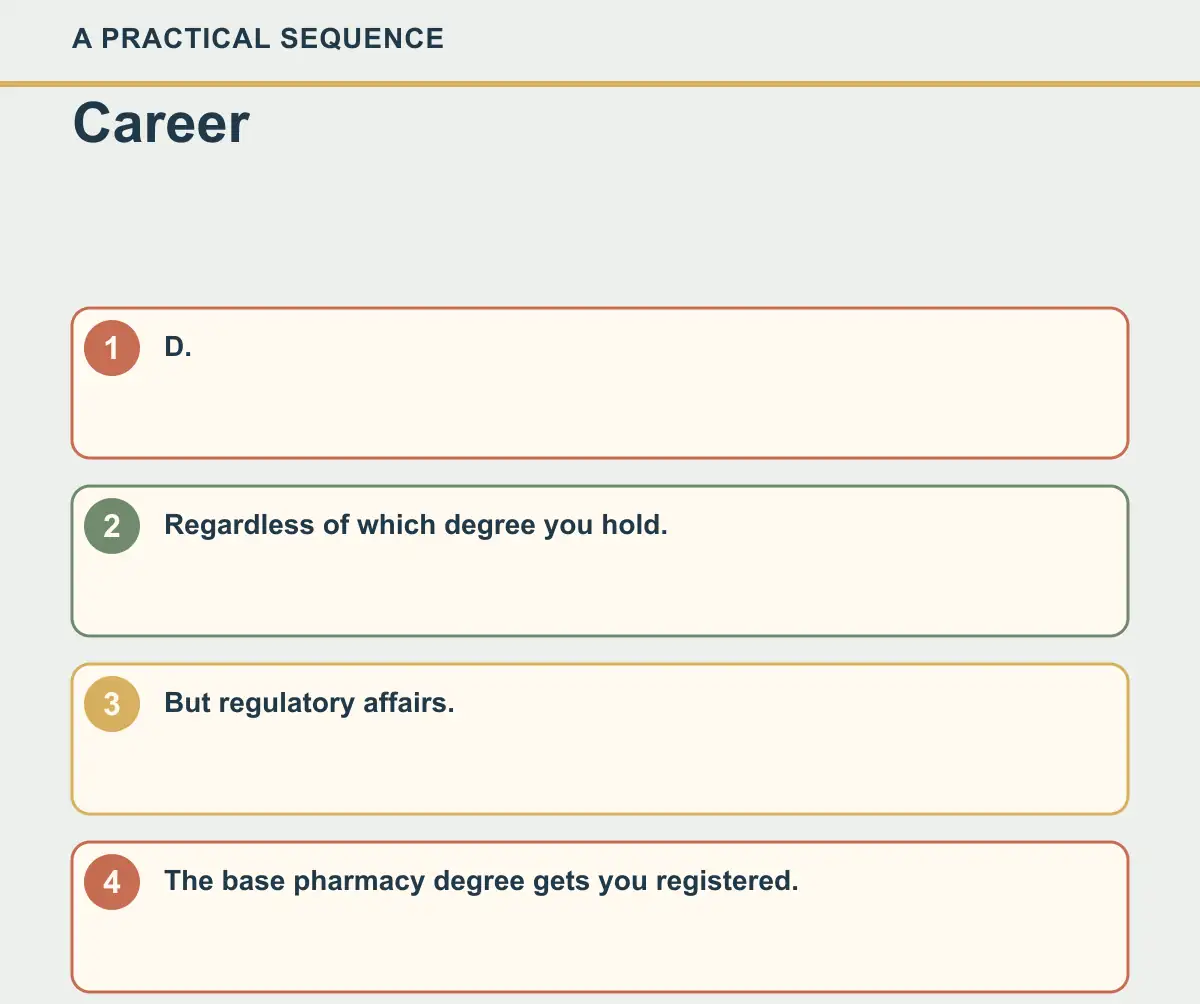 A PRACTICAL SEQUENCE
Career
1 D.
2 Regardless of which degree you hold.
3 But regulatory affairs.
4 The base pharmacy degree gets you registered.